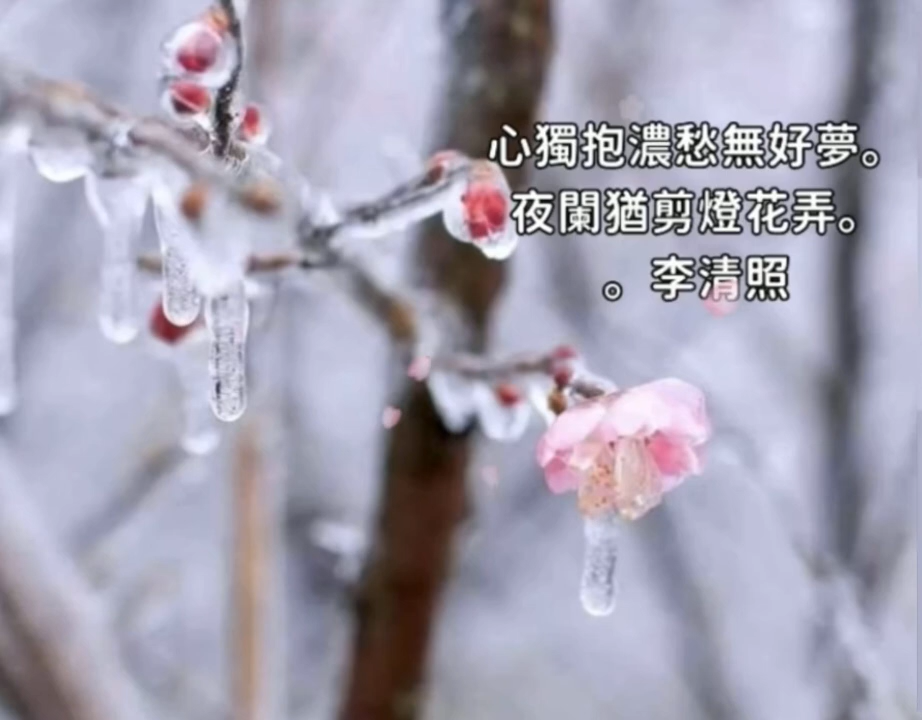 心獨抱濃愁無好夢。
夜闌猶剪燈花弄。
。李清照